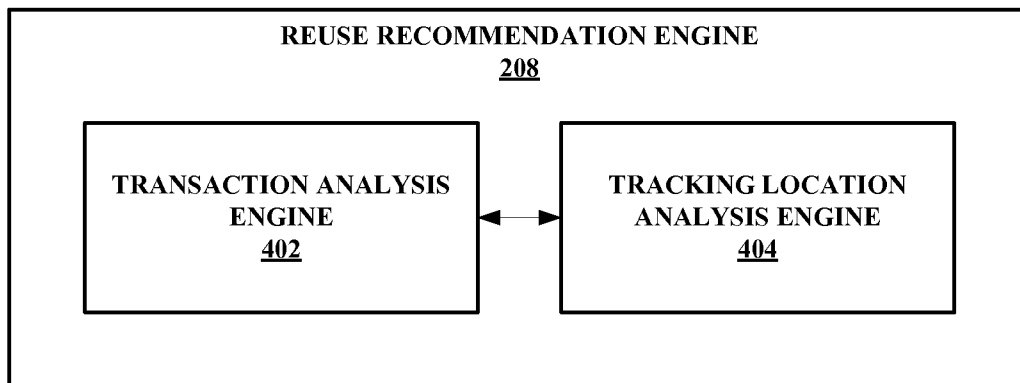 REUSE RECOMMENDATION ENGINE
208
TRANSACTION ANALYSIS
ENGINE
402
TRACKING LOCATION
ANALYSIS ENGINE
404